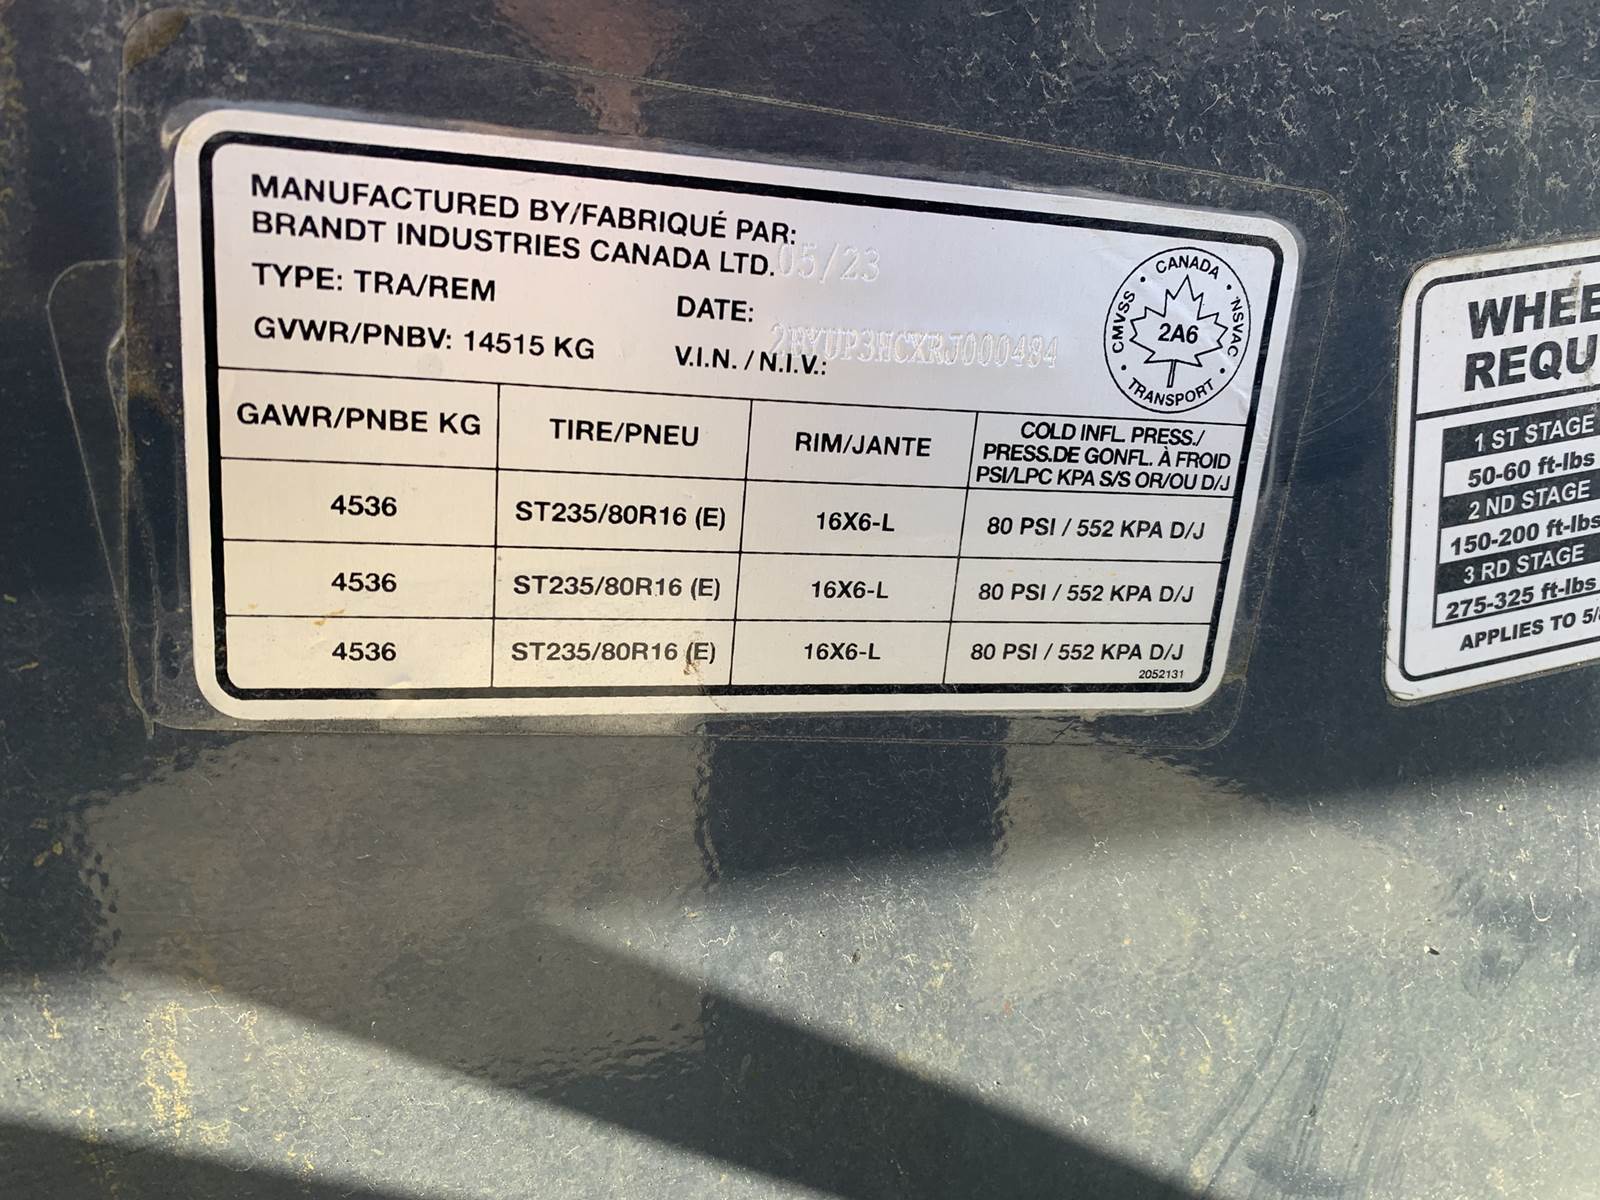 MANUFACTURED BY/FABRIQUÉ PAR:
BRANDT INDUSTRIES CANADA LTD.
05/23
TYPE: TRA/REM
DATE:
GVWR/PNBV: 14515 KG
V.I.N. / N.I.V.:
CANADA
CMVSS
NSVAC
2A6
TRANSPORT
GAWR/PNBE KG TIRE/PNEU RIM/JANTE COLD INFL. PRESS./
PRESS.DE GONFL. À FROID
PSI/LPC KPA S/S OR/OU D/J
4536 ST235/80R16 (E) 16X6-L 80 PSI / 552 KPA D/J
4536 ST235/80R16 (E) 16X6-L 80 PSI / 552 KPA D/J
4536 ST235/80R16 (E) 16X6-L 80 PSI / 552 KPA D/J
2052131
WHEE
REQU
1 ST STAGE
50-60 ft-lbs
2 ND STAGE
150-200 ft-lbs
3 RD STAGE
275-325 ft-lbs
APPLIES TO 5/